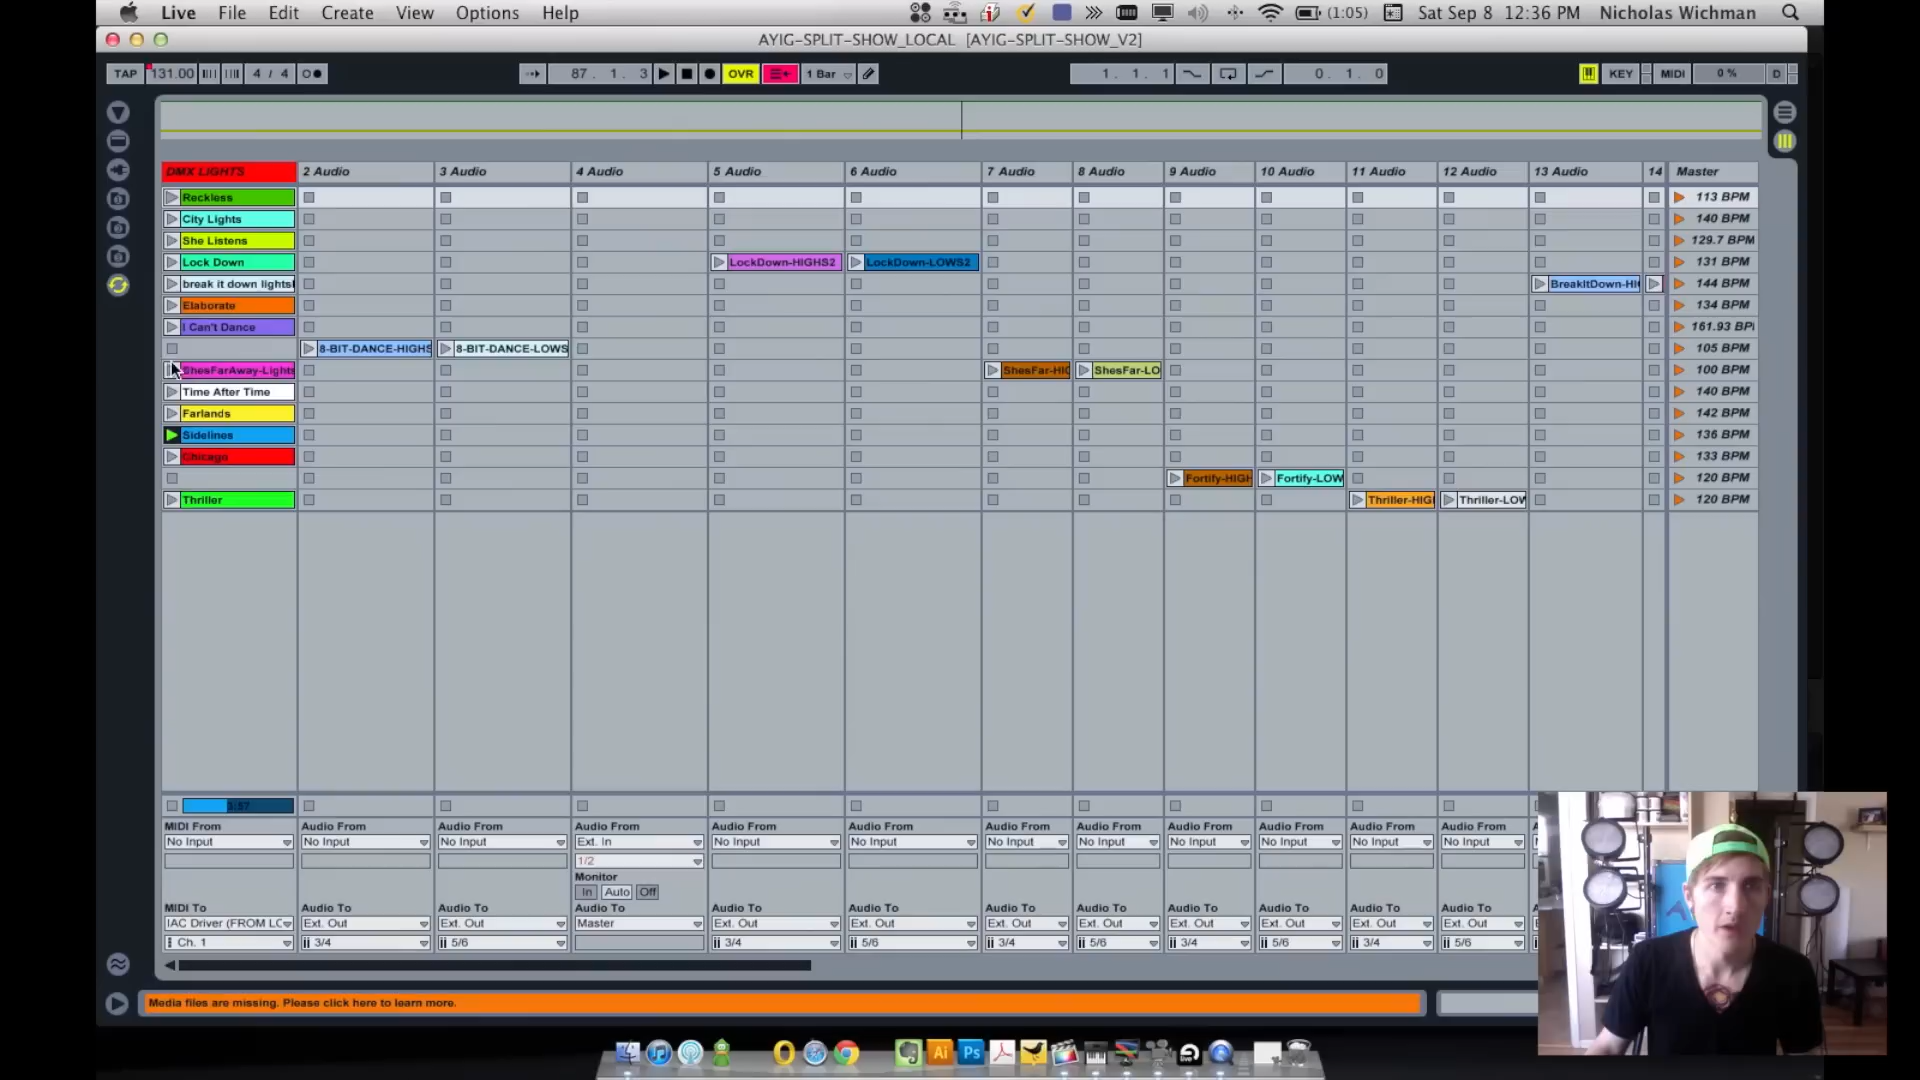 Live File Edit Create View Options Help (1:05) Sat Sep 8 12:36 PM Nicholas Wichman
AYIG-SPLIT-SHOW_LOCAL [AYIG-SPLIT-SHOW_V2]
TAP 131.00 4 / 4 87 . 1 . 3 OVR 1 Bar 1 . 1 . 1 0 . 1 . 0 KEY MIDI 0 % D
DMX LIGHTS 2 Audio 3 Audio 4 Audio 5 Audio 6 Audio 7 Audio 8 Audio 9 Audio 10 Audio 11 Audio 12 Audio 13 Audio 14 Master
Reckless 113 BPM
City Lights 140 BPM
She Listens 129.7 BPM
Lock Down LockDown-HIGHS2 LockDown-LOWS2 131 BPM
break it down lights BreakItDown-HI 144 BPM
Elaborate 134 BPM
I Can't Dance 161.93 BP
8-BIT-DANCE-HIGHS 8-BIT-DANCE-LOWS 105 BPM
ShesFarAway-Lights ShesFar-HIG ShesFar-LO 100 BPM
Time After Time 140 BPM
Farlands 142 BPM
Sidelines 136 BPM
Chicago 133 BPM
Fortify-HIGH Fortify-LOW 120 BPM
Thriller Thriller-HIG Thriller-LOW 120 BPM
3:57
MIDI From Audio From Audio From Audio From Audio From Audio From Audio From Audio From Audio From Audio From Audio From Audio From
No Input No Input No Input Ext. In No Input No Input No Input No Input No Input No Input No Input No Input
1/2
Monitor
In Auto Off
MIDI To Audio To Audio To Audio To Audio To Audio To Audio To Audio To Audio To Audio To Audio To Audio To
IAC Driver (FROM LC Ext. Out Ext. Out Master Ext. Out Ext. Out Ext. Out Ext. Out Ext. Out Ext. Out Ext. Out Ext. Out
Ch. 1 3/4 5/6 3/4 5/6 3/4 5/6 3/4 5/6 3/4 5/6
Media files are missing. Please click here to learn more.
Ai Ps